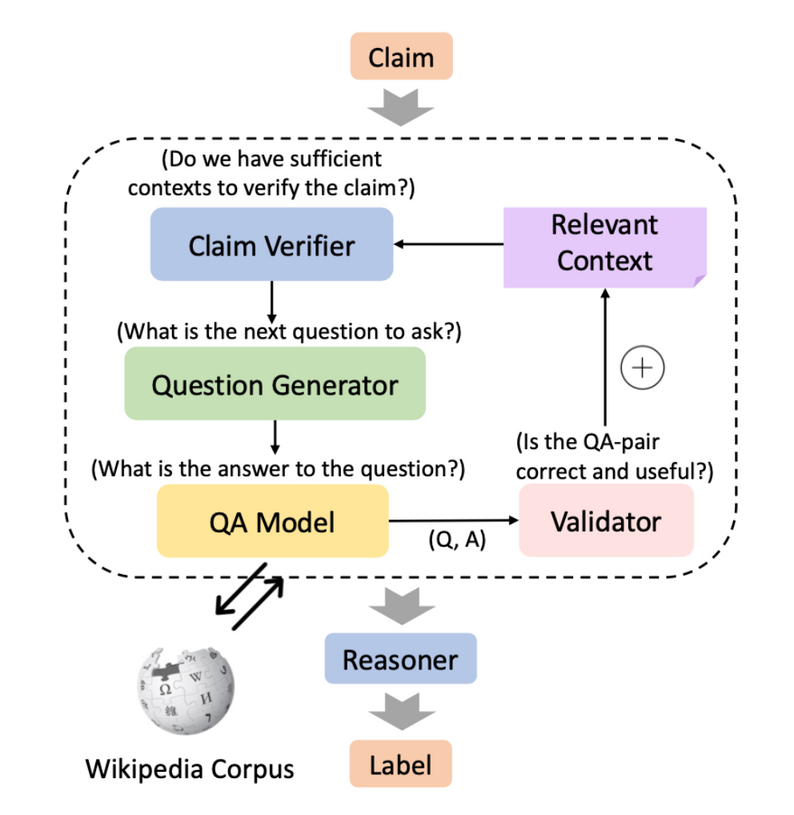 Claim
(Do we have sufficient
contexts to verify the claim?)
Claim Verifier
Relevant
Context
(What is the next question to ask?)
Question Generator
(What is the answer to the question?)
(Is the QA-pair
correct and useful?)
QA Model
(Q, A)
Validator
Reasoner
Ω
W
И
Wikipedia Corpus
Label